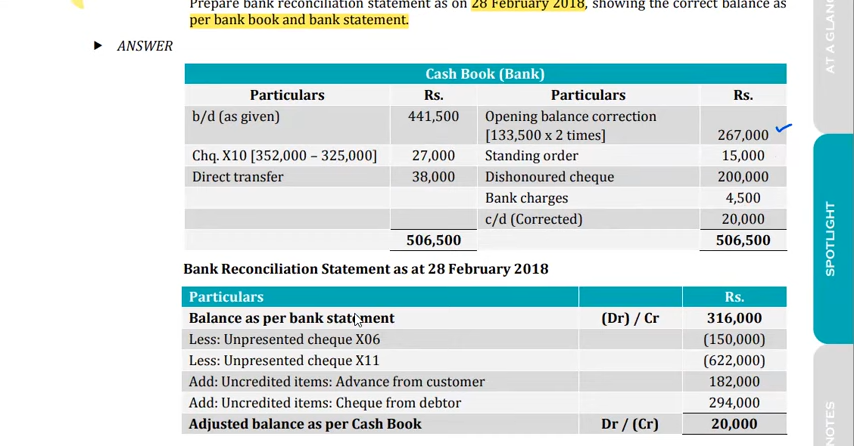 Prepare bank reconciliation statement as on 28 February 2018, showing the correct balance as
per bank book and bank statement.
▶ ANSWER
Cash Book (Bank)
Particulars Rs. Particulars Rs.
b/d (as given) 441,500 Opening balance correction
[133,500 x 2 times] 267,000
Chq. X10 [352,000 – 325,000] 27,000 Standing order 15,000
Direct transfer 38,000 Dishonoured cheque 200,000
Bank charges 4,500
c/d (Corrected) 20,000
506,500 506,500
Bank Reconciliation Statement as at 28 February 2018
Particulars Rs.
Balance as per bank statement (Dr) / Cr 316,000
Less: Unpresented cheque X06 (150,000)
Less: Unpresented cheque X11 (622,000)
Add: Uncredited items: Advance from customer 182,000
Add: Uncredited items: Cheque from debtor 294,000
Adjusted balance as per Cash Book Dr / (Cr) 20,000
AT A GLANC
SPOTLIGHT
NOTES